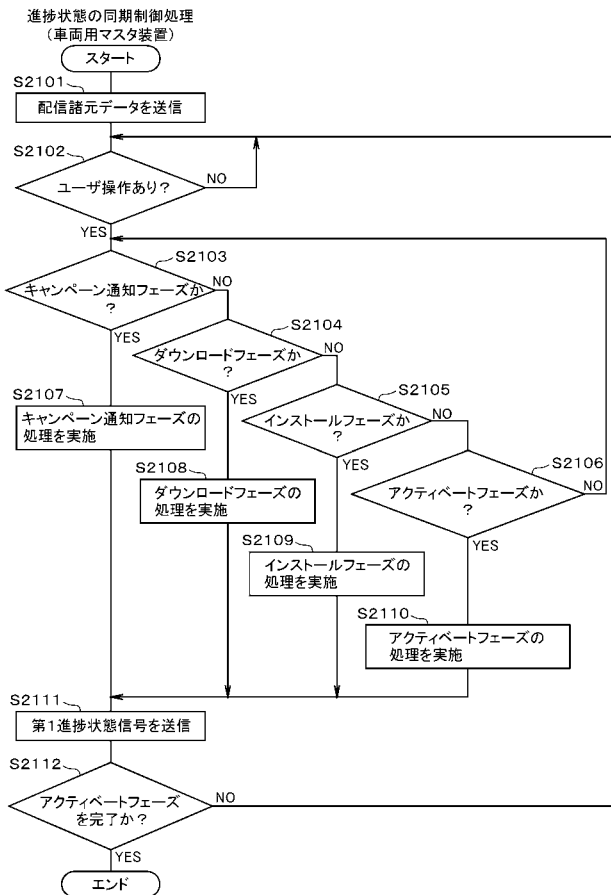 進捗状態の同期制御処理
（車両用マスタ装置）
スタート
S2101
配信諸元データを送信
S2102
ユーザ操作あり？
NO
YES
S2103
キャンペーン通知フェーズか
？
NO
YES
S2104
ダウンロードフェーズか
？
NO
YES
S2105
インストールフェーズか
？
NO
YES
S2106
アクティベートフェーズか
？
NO
YES
S2107
キャンペーン通知フェーズの
処理を実施
S2108
ダウンロードフェーズの
処理を実施
S2109
インストールフェーズの
処理を実施
S2110
アクティベートフェーズの
処理を実施
S2111
第1進捗状態信号を送信
S2112
アクティベートフェーズ
を完了か？
NO
YES
エンド